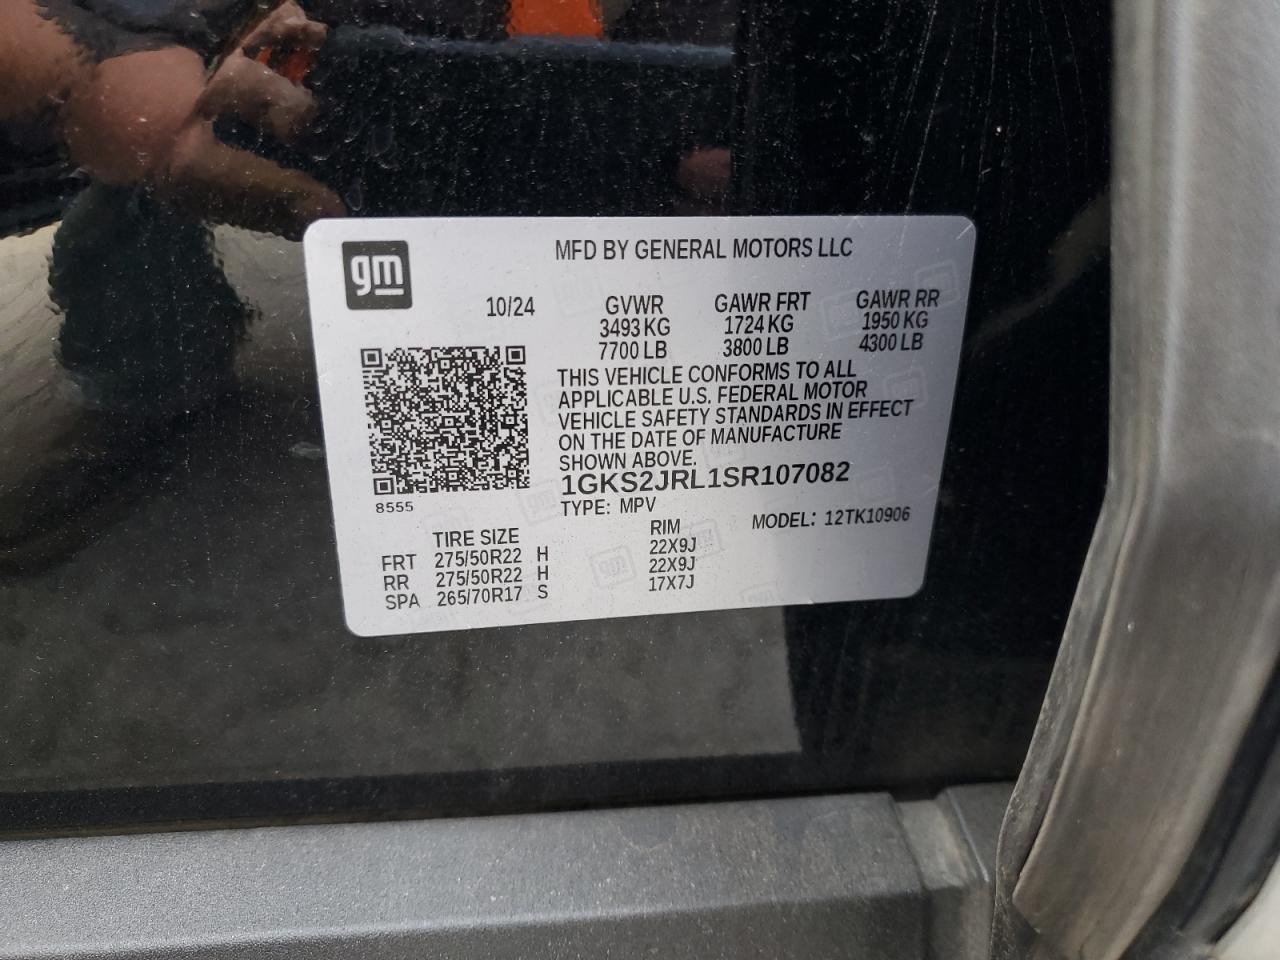 gm
MFD BY GENERAL MOTORS LLC
10/24 GVWR GAWR FRT GAWR RR
3493 KG 1724 KG 1950 KG
7700 LB 3800 LB 4300 LB
THIS VEHICLE CONFORMS TO ALL
APPLICABLE U.S. FEDERAL MOTOR
VEHICLE SAFETY STANDARDS IN EFFECT
ON THE DATE OF MANUFACTURE
SHOWN ABOVE.
1GKS2JRL1SR107082
8555
TYPE: MPV MODEL: 12TK10906
TIRE SIZE RIM
FRT 275/50R22 H 22X9J
RR 275/50R22 H 22X9J
SPA 265/70R17 S 17X7J